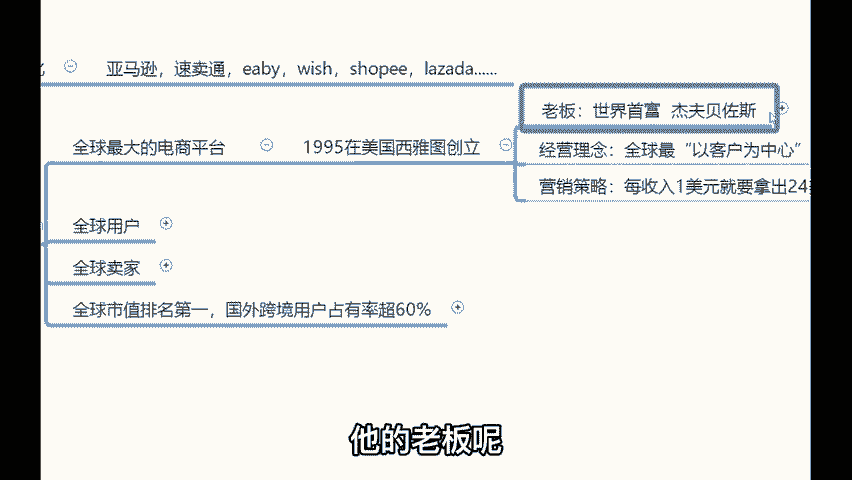 亚马逊，速卖通，eaby，wish，shopee，lazada......
老板：世界首富 杰夫贝佐斯
全球最大的电商平台
1995在美国西雅图创立
经营理念：全球最“以客户为中心”
营销策略：每收入1美元就要拿出24
全球用户
全球卖家
全球市值排名第一，国外跨境用户占有率超60%
他的老板呢